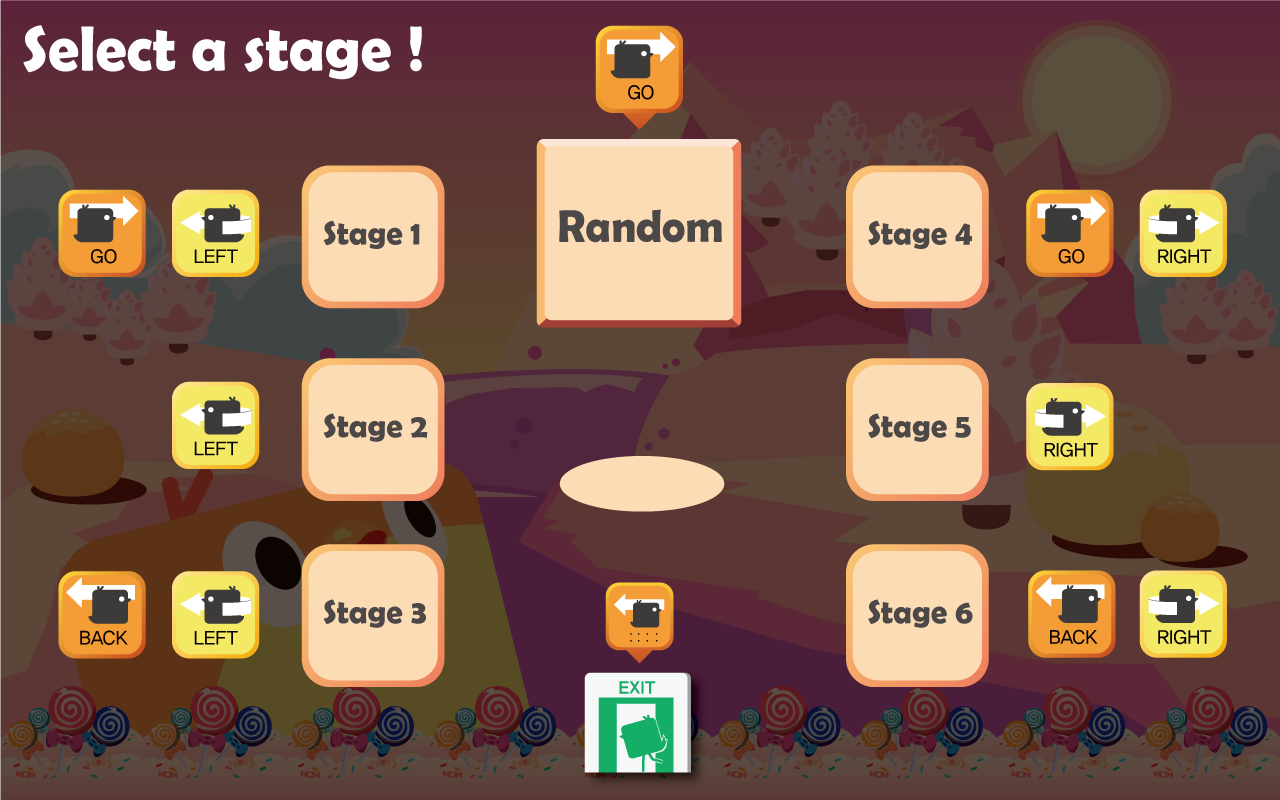 Select a stage !
GO
GO
LEFT
Stage 1
Random
Stage 4
GO
RIGHT
LEFT
Stage 2
Stage 5
RIGHT
BACK
LEFT
Stage 3
Stage 6
BACK
RIGHT
EXIT